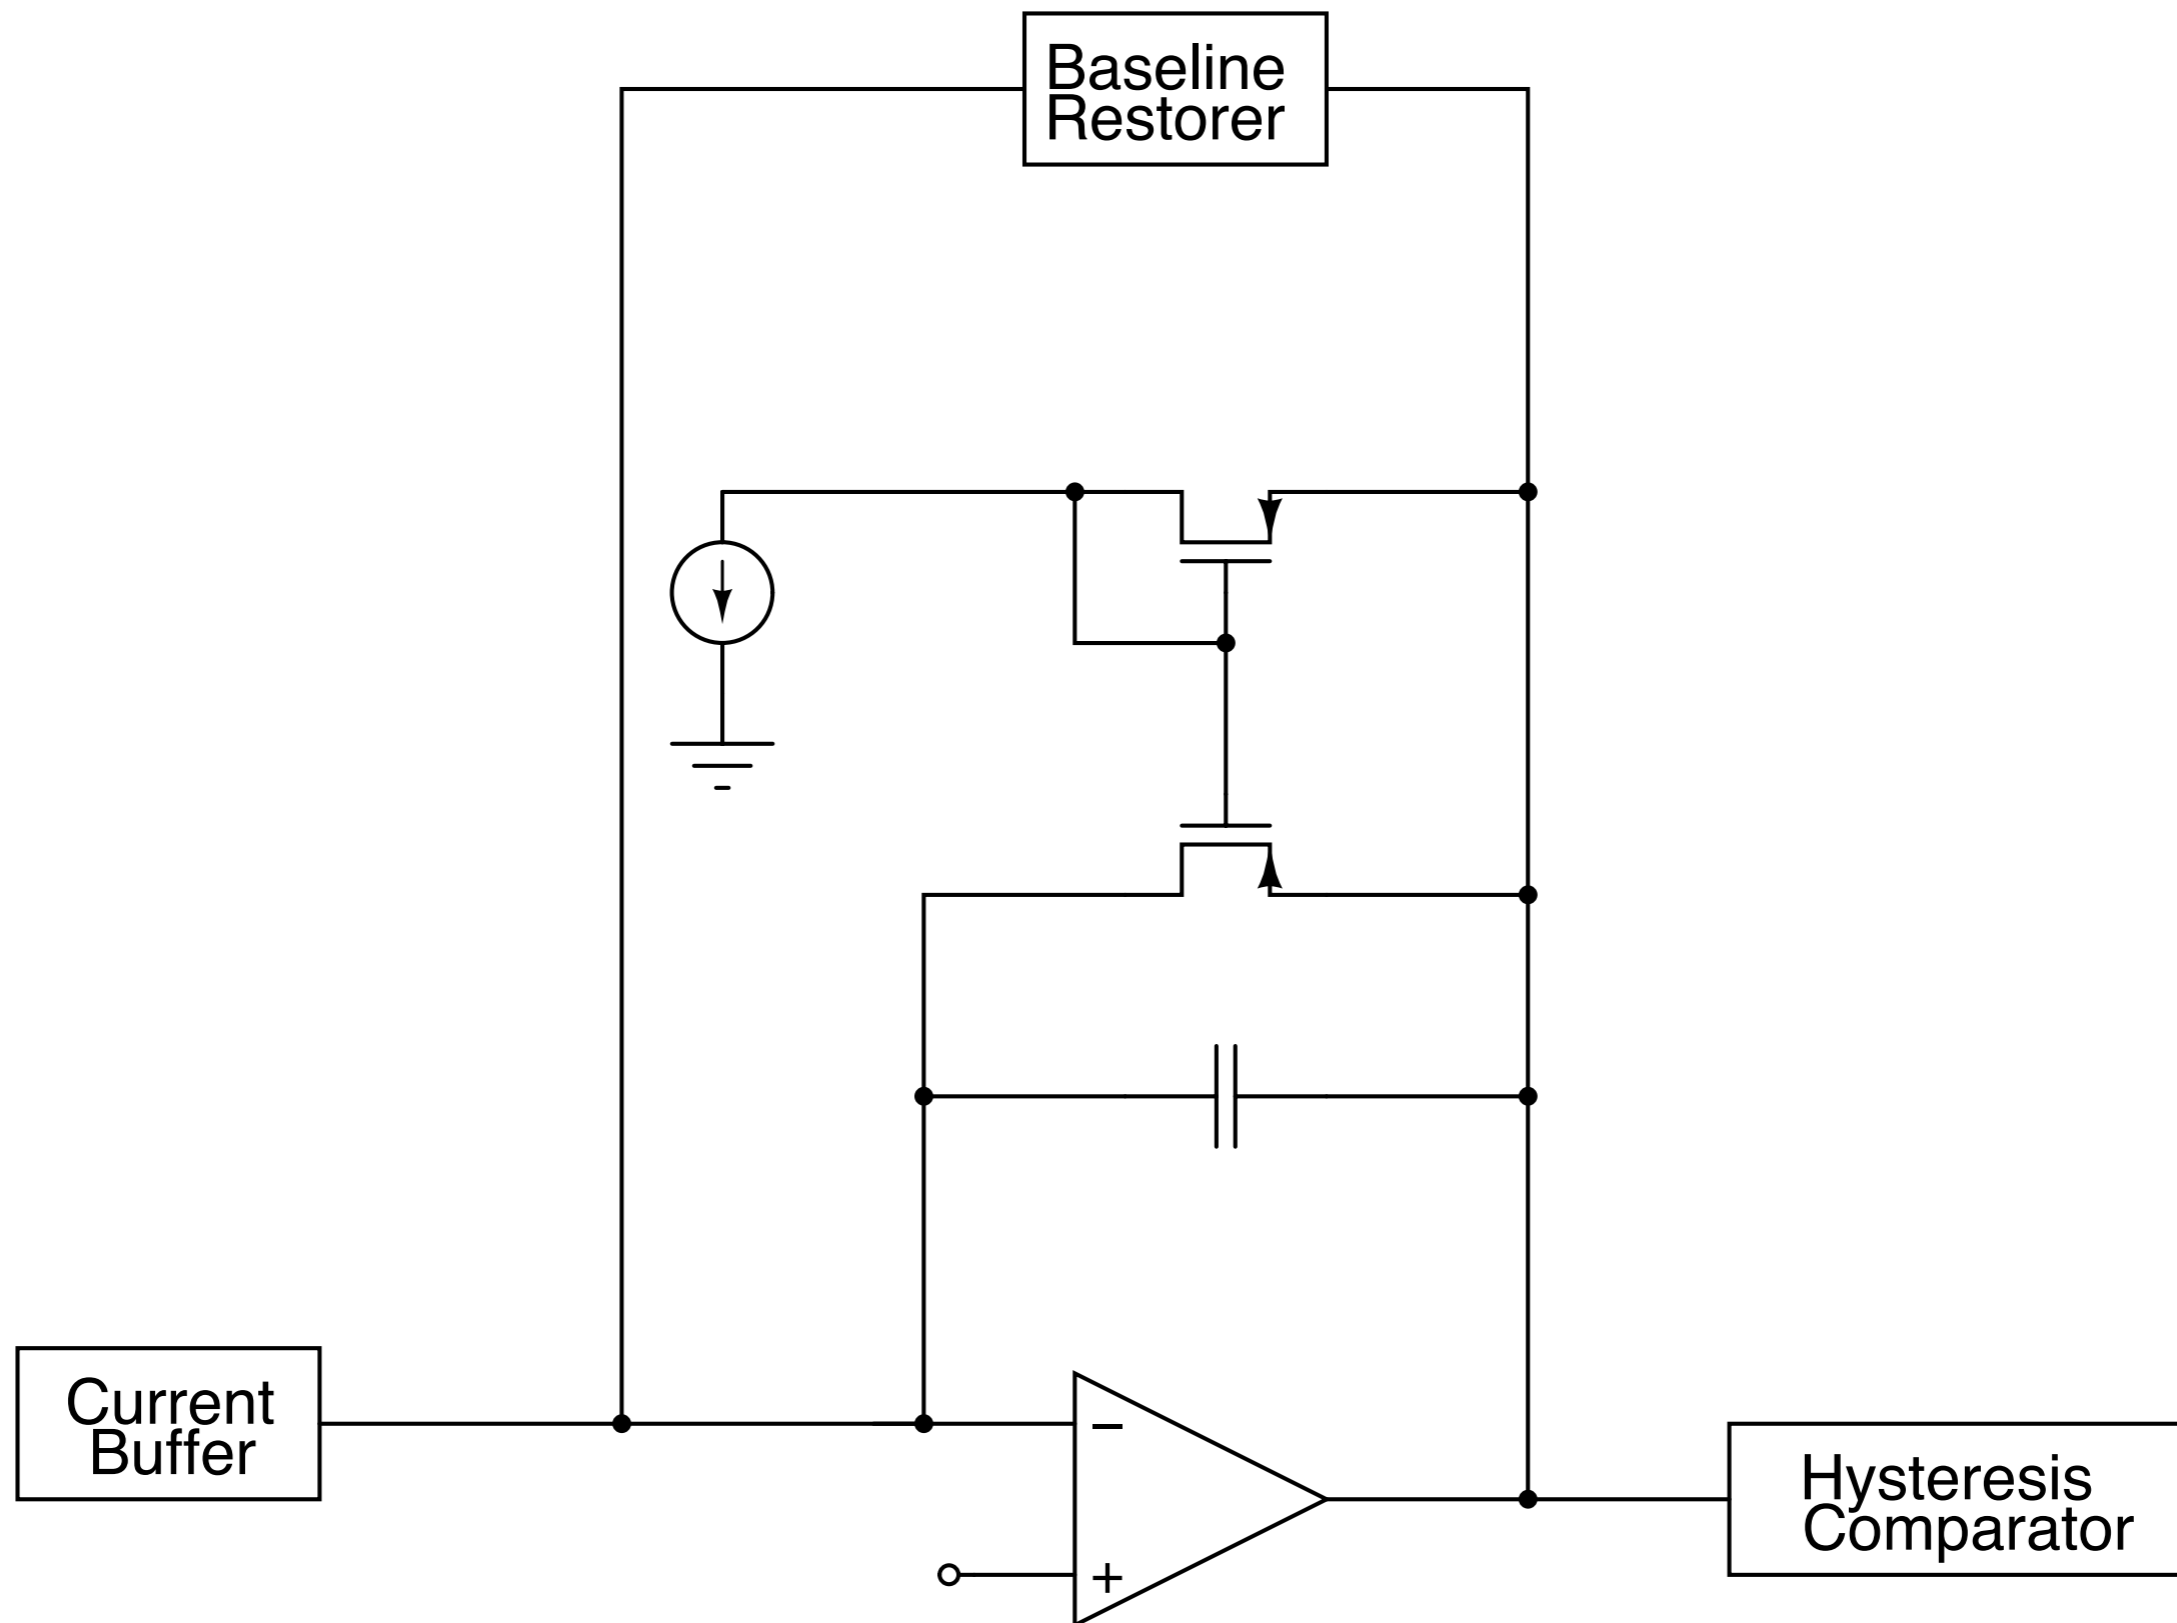 Baseline
Restorer
Current
Buffer
−
+
Hysteresis
Comparator